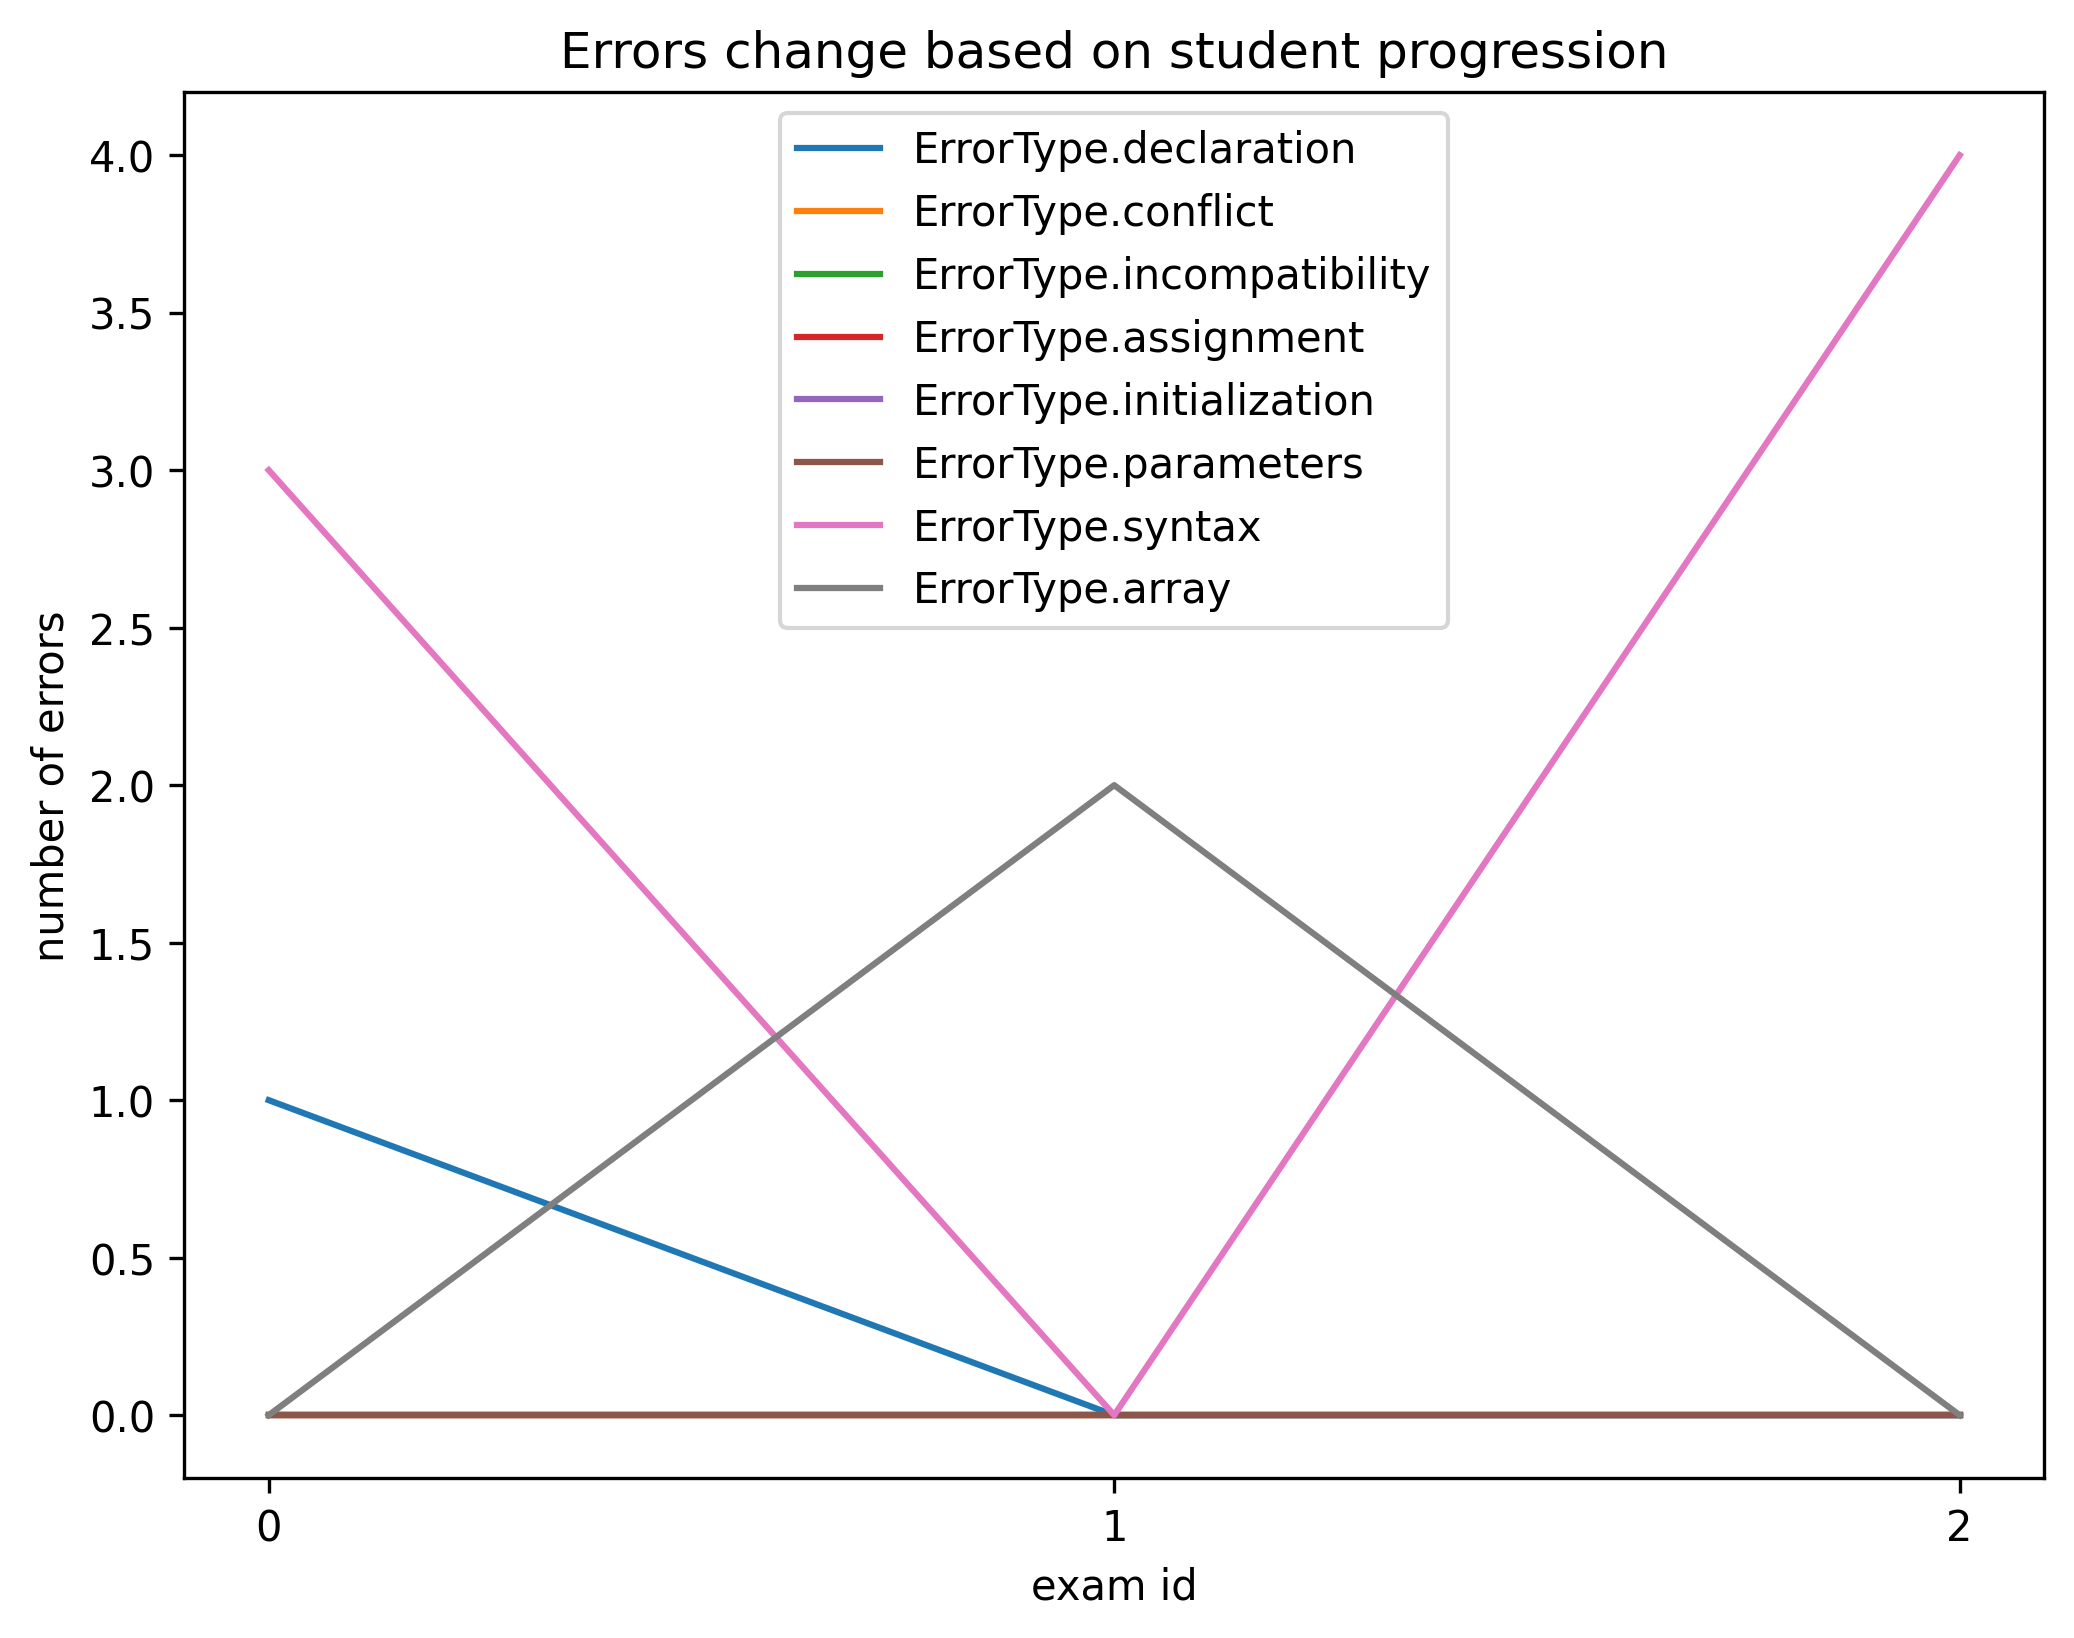 Errors change based on student progression
ErrorType.declaration
ErrorType.conflict
ErrorType.incompatibility
ErrorType.assignment
ErrorType.initialization
ErrorType.parameters
ErrorType.syntax
ErrorType.array
number of errors
4.0
3.5
3.0
2.5
2.0
1.5
1.0
0.5
0.0
0 1 2
exam id